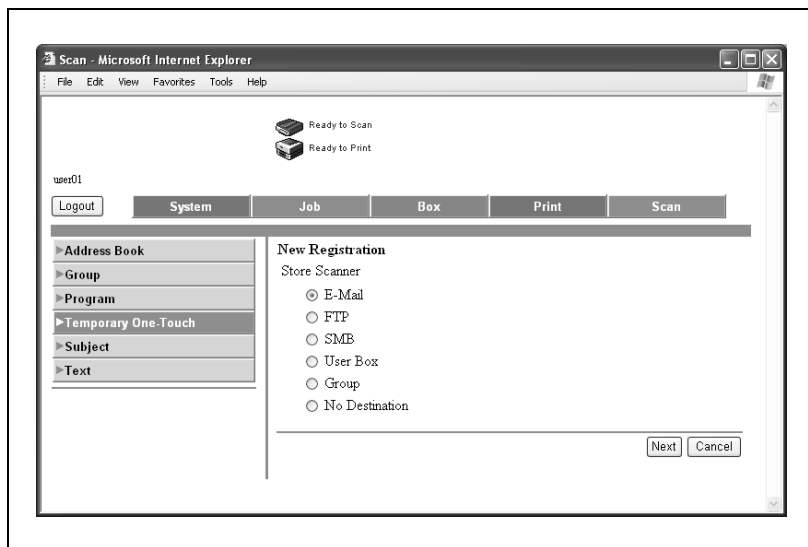 Scan - Microsoft Internet Explorer
File Edit View Favorites Tools Help
Ready to Scan
Ready to Print
user01
Logout System Job Box Print Scan
Address Book
Group
Program
Temporary One-Touch
Subject
Text
New Registration
Store Scanner
E-Mail
FTP
SMB
User Box
Group
No Destination
Next Cancel